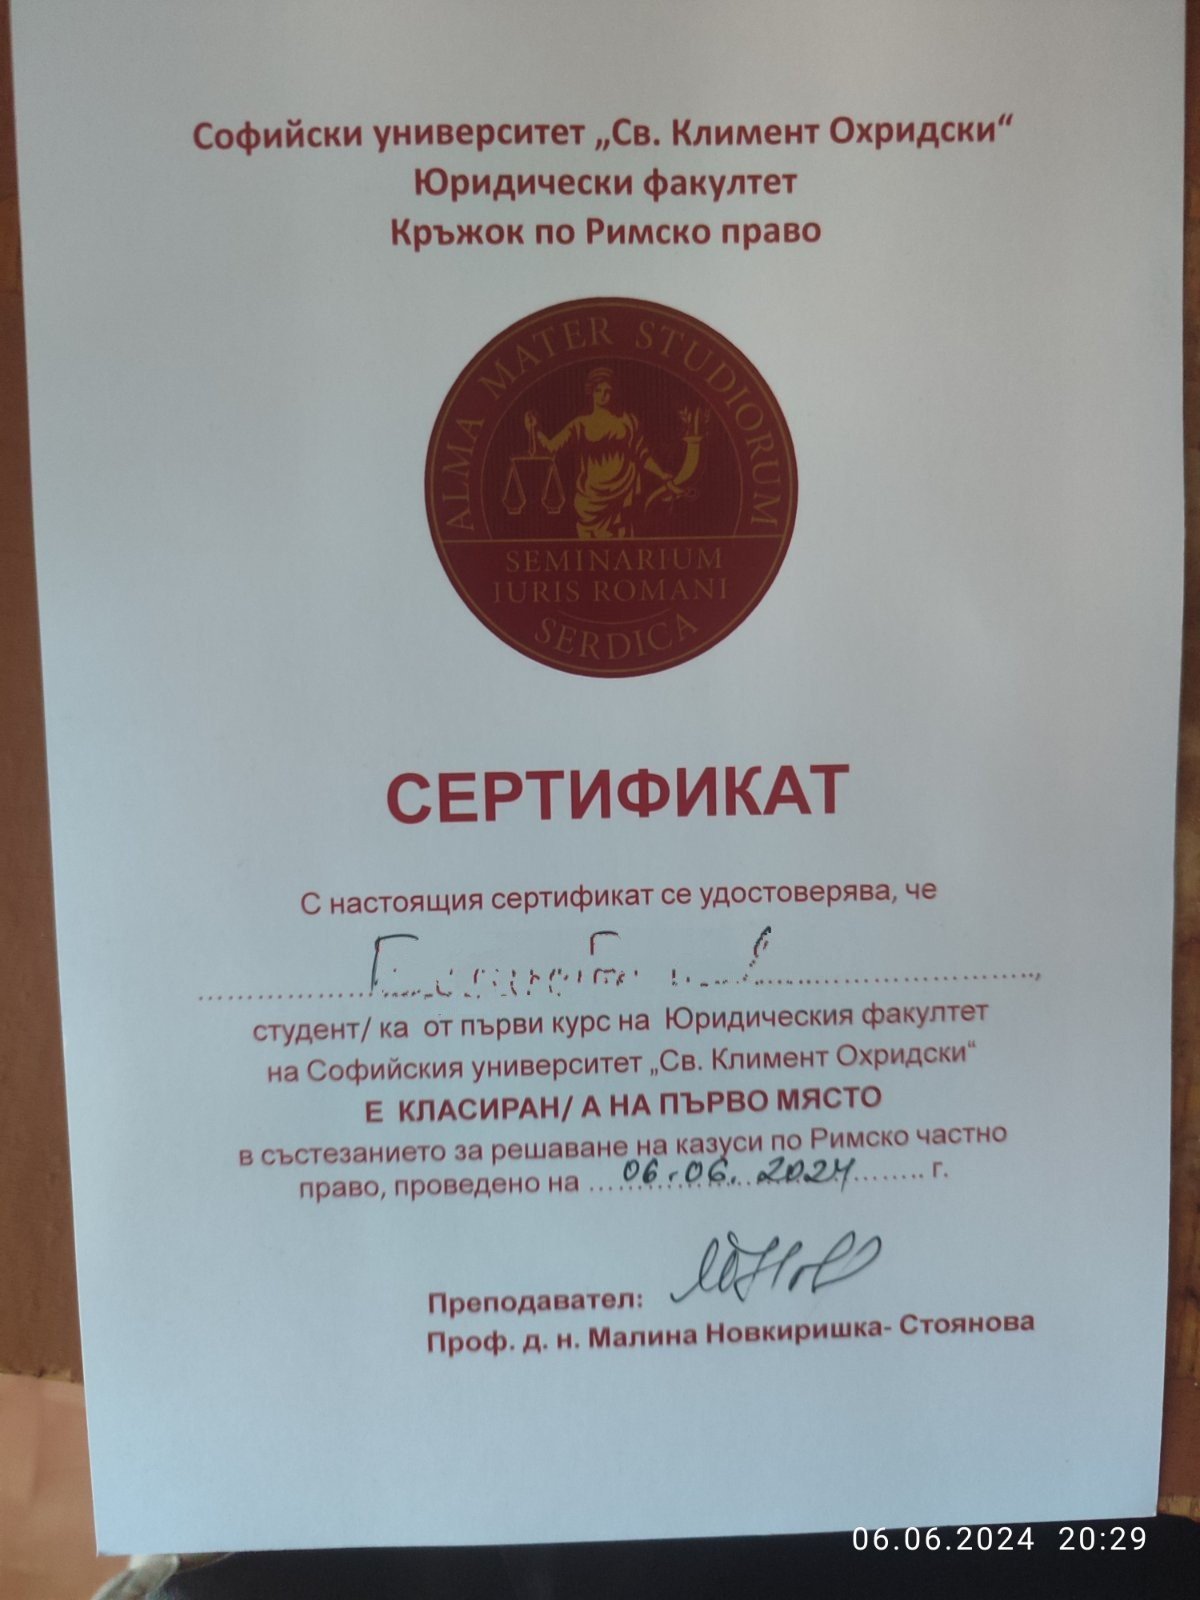 Софийски университет „Св. Климент Охридски“
Юридически факултет
Кръжок по Римско право
ALMA MATER STUDIORUM
SEMINARIUM
IURIS ROMANI
SERDICA
СЕРТИФИКАТ
С настоящия сертификат се удостоверява, че
студент/ ка от първи курс на Юридическия факултет
на Софийския университет „Св. Климент Охридски“
Е КЛАСИРАН/ А НА ПЪРВО МЯСТО
в състезанието за решаване на казуси по Римско частно
право, проведено на ...06.06.2024........ г.
Преподавател:
Проф. д. н. Малина Новкиришка- Стоянова
06.06.2024 20:29